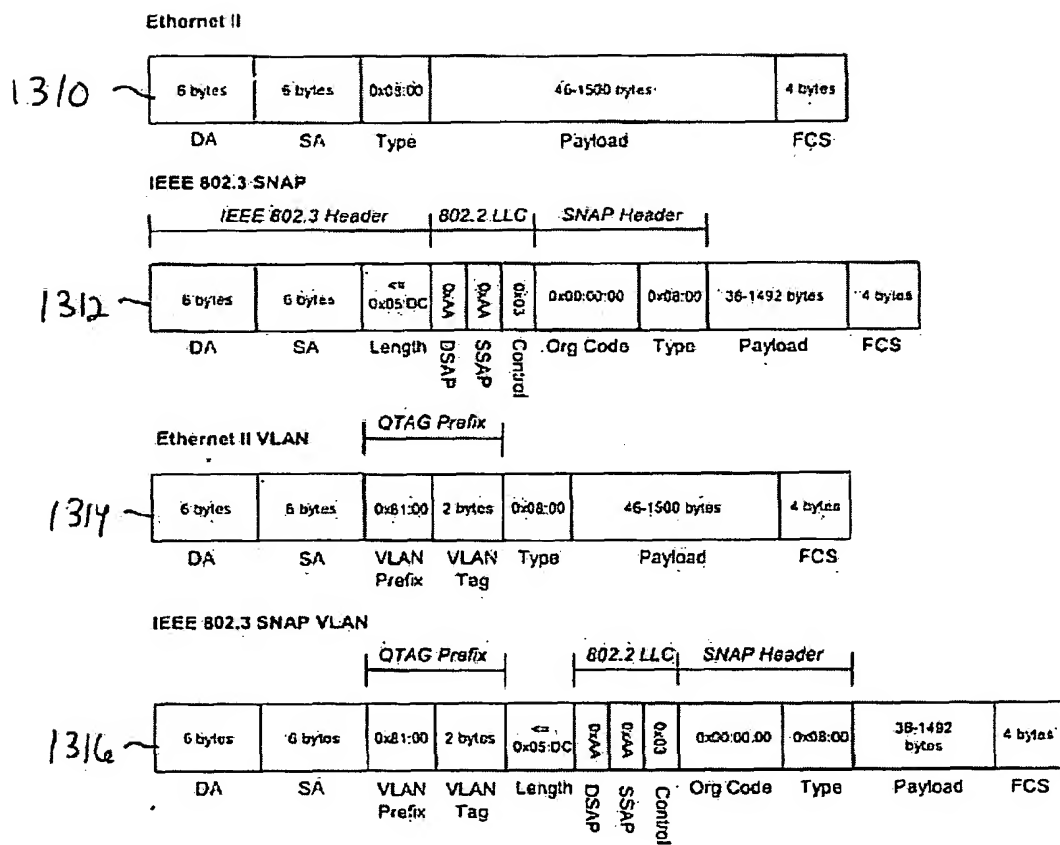 Ethernet II
1310
6 bytes 6 bytes 0x08:00 46-1500 bytes 4 bytes
DA SA Type Payload FCS
IEEE 802.3 SNAP
IEEE 802.3 Header 802.2 LLC SNAP Header
1312
6 bytes 6 bytes <= 0x05:DC 0xAA 0xAA 0x03 0x00:00:00 0x08:00 38-1492 bytes 4 bytes
DA SA Length DSAP SSAP Control Org Code Type Payload FCS
QTAG Prefix
Ethernet II VLAN
1314
6 bytes 6 bytes 0x81:00 2 bytes 0x08:00 46-1500 bytes 4 bytes
DA SA VLAN Prefix VLAN Tag Type Payload FCS
IEEE 802.3 SNAP VLAN
QTAG Prefix 802.2 LLC SNAP Header
1316
6 bytes 6 bytes 0x81:00 2 bytes <= 0x05:DC 0xAA 0xAA 0x03 0x00:00:00 0x08:00 38-1492 bytes 4 bytes
DA SA VLAN Prefix VLAN Tag Length DSAP SSAP Control Org Code Type Payload FCS